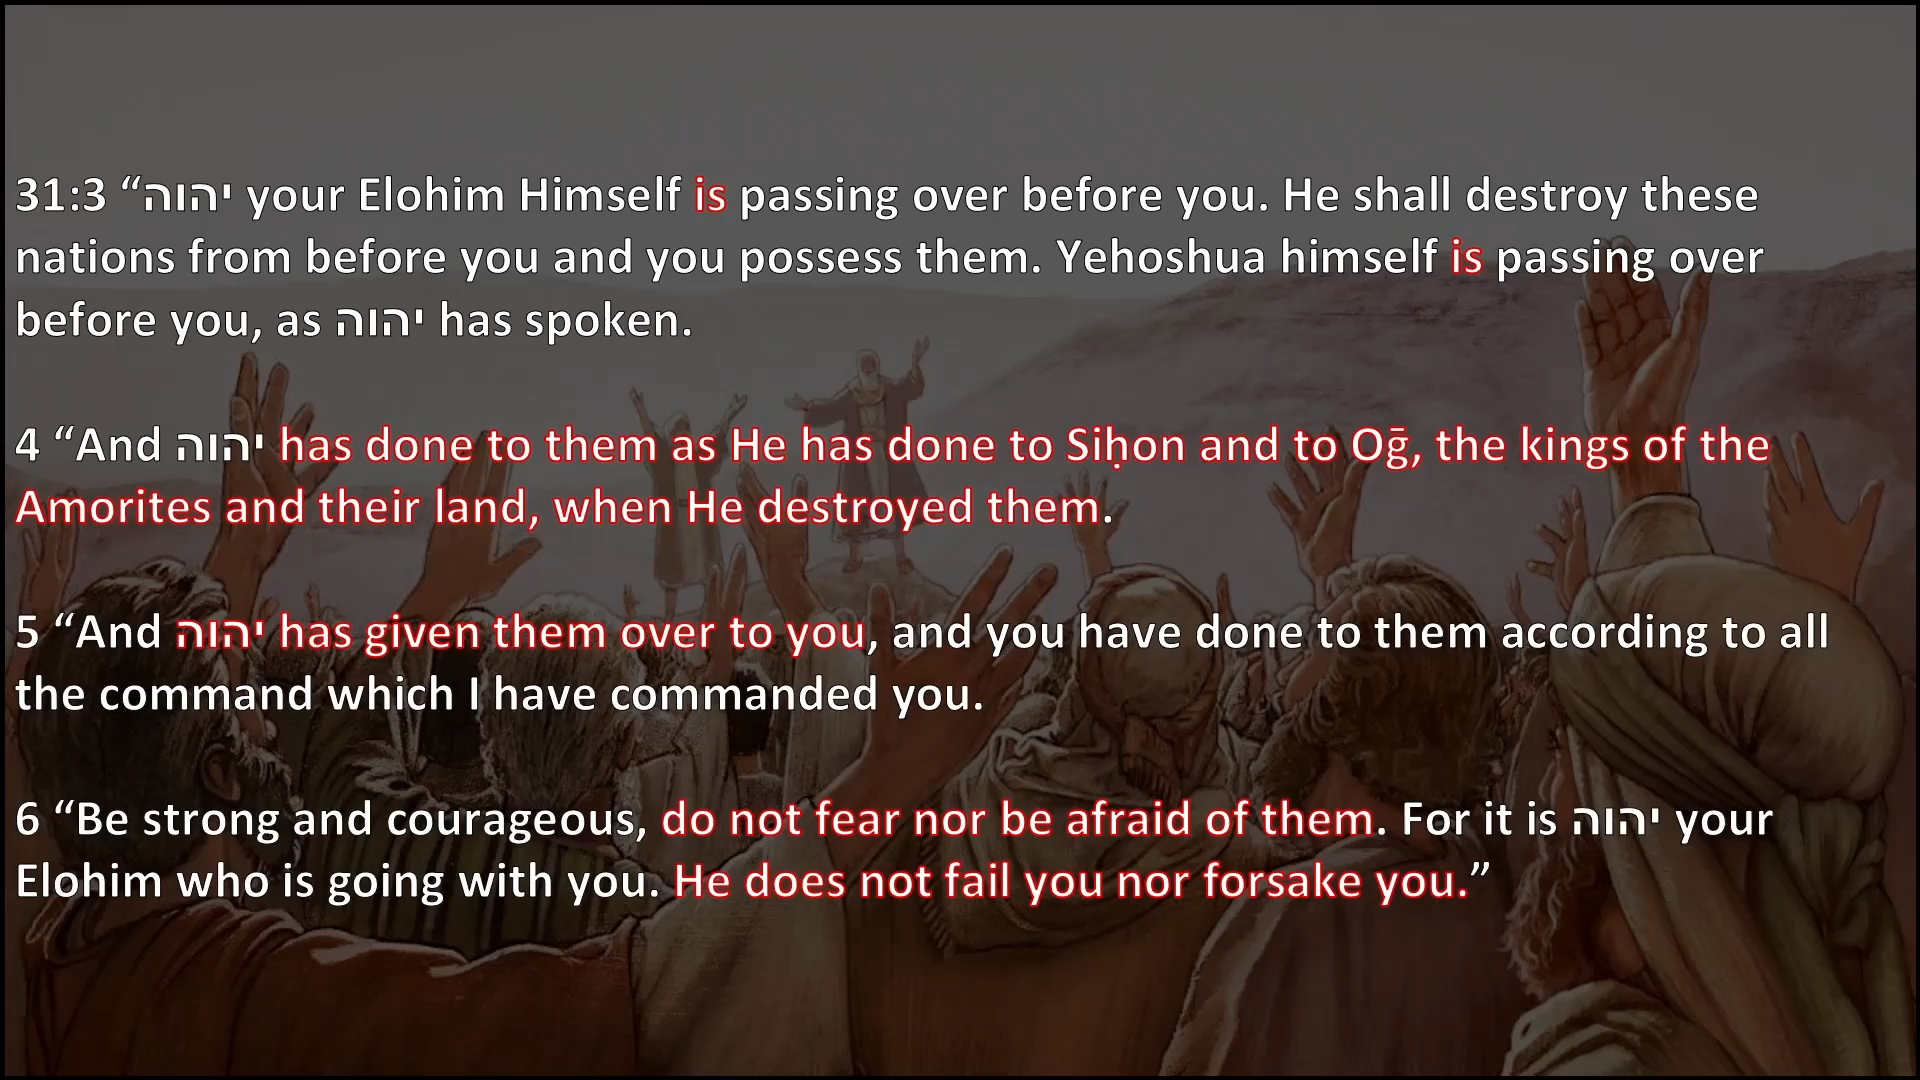 31:3 “יהוה your Elohim Himself is passing over before you. He shall destroy these
nations from before you and you possess them. Yehoshua himself is passing over
before you, as יהוה has spoken.
4 “And יהוה has done to them as He has done to Siḥon and to Oḡ, the kings of the
Amorites and their land, when He destroyed them.
5 “And יהוה has given them over to you, and you have done to them according to all
the command which I have commanded you.
6 “Be strong and courageous, do not fear nor be afraid of them. For it is יהוה your
Elohim who is going with you. He does not fail you nor forsake you.”